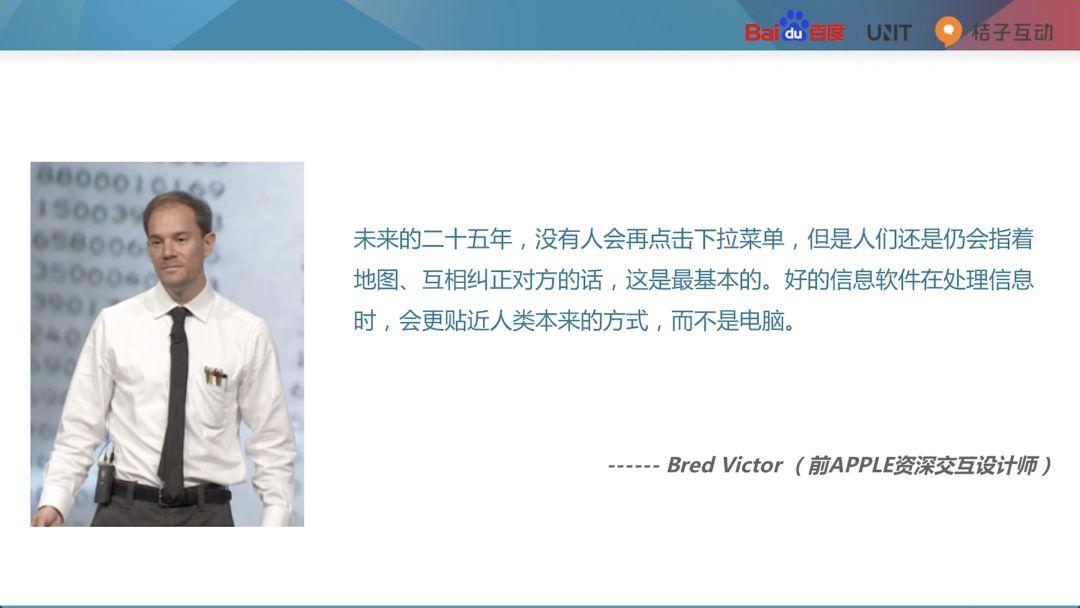 Baidu百度 UNIT 桔子互动
8800010169
未来的二十五年，没有人会再点击下拉菜单，但是人们还是仍会指着
地图、互相纠正对方的话，这是最基本的。好的信息软件在处理信息
时，会更贴近人类本来的方式，而不是电脑。
------ Bred Victor （前APPLE资深交互设计师）